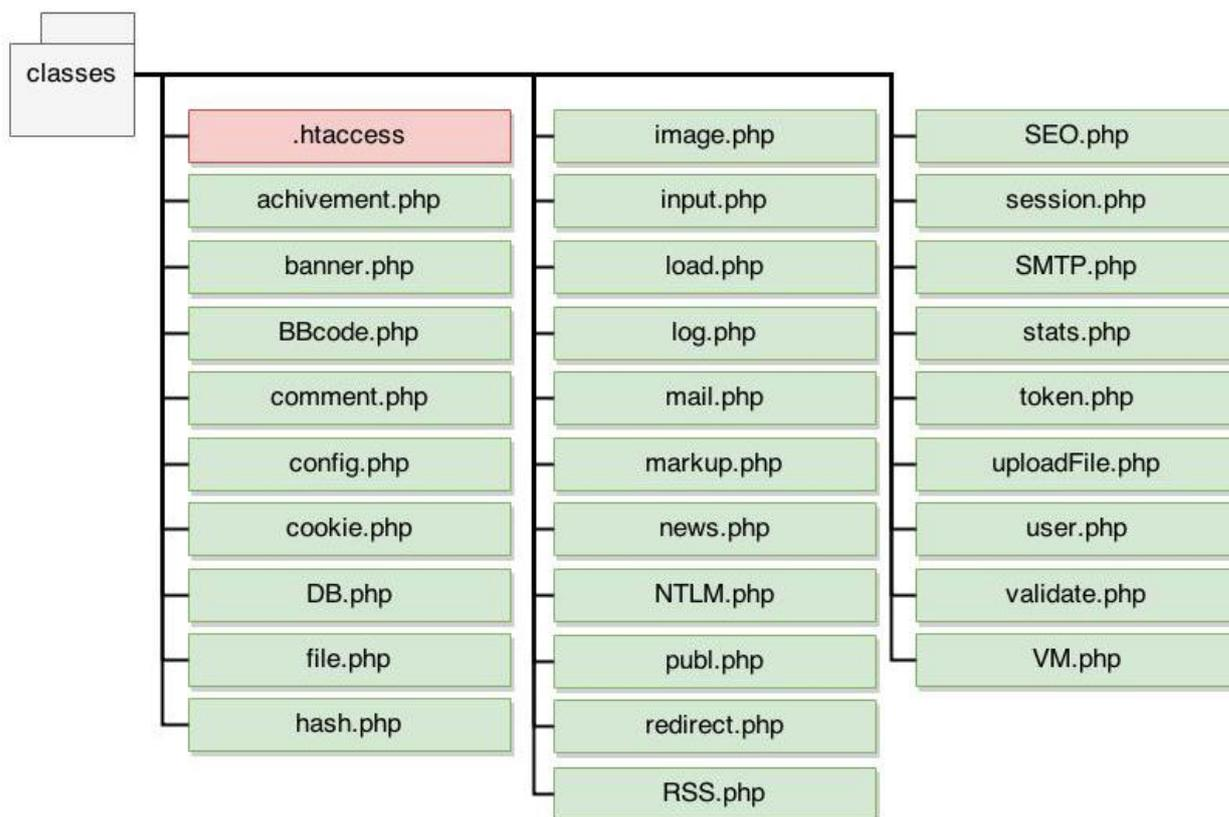 classes
.htaccess
achivement.php
banner.php
BBcode.php
comment.php
config.php
cookie.php
DB.php
file.php
hash.php
image.php
input.php
load.php
log.php
mail.php
markup.php
news.php
NTLM.php
publ.php
redirect.php
RSS.php
SEO.php
session.php
SMTP.php
stats.php
token.php
uploadFile.php
user.php
validate.php
VM.php